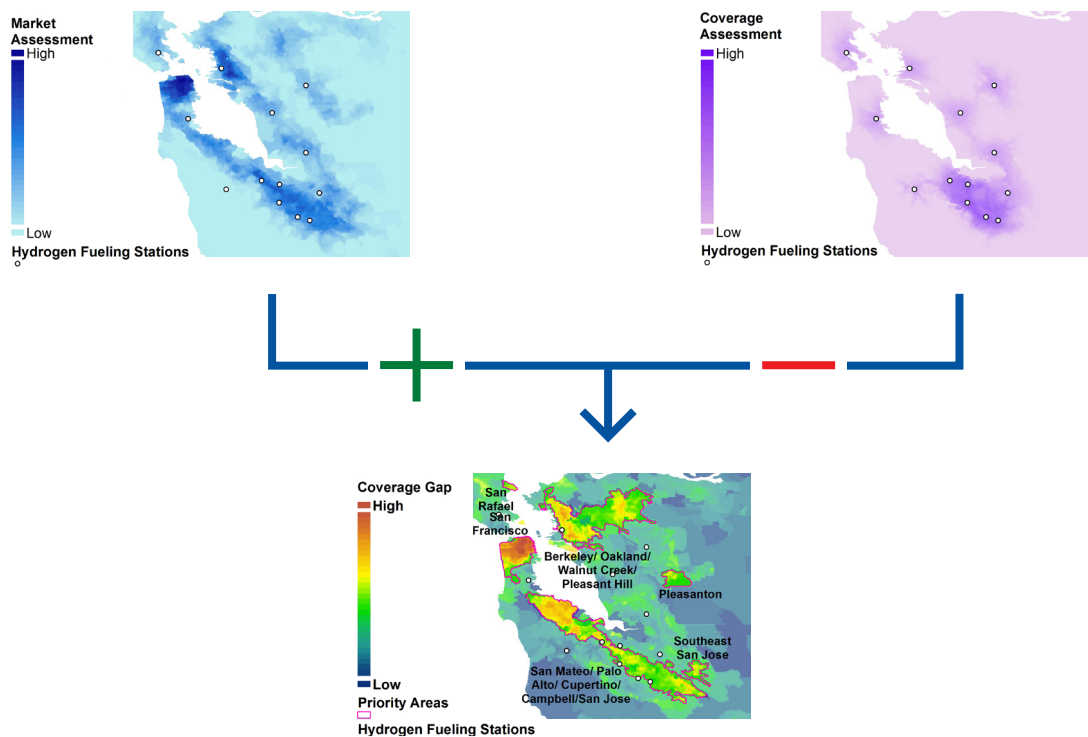 Market
Assessment
High
Low
Hydrogen Fueling Stations
Coverage
Assessment
High
Low
Hydrogen Fueling Stations
Coverage Gap
High
Low
Priority Areas
Hydrogen Fueling Stations
San
Rafael
San
Francisco
Berkeley/ Oakland/
Walnut Creek/
Pleasant Hill
Pleasanton
Southeast
San Jose
San Mateo/ Palo
Alto/ Cupertino/
Campbell/San Jose